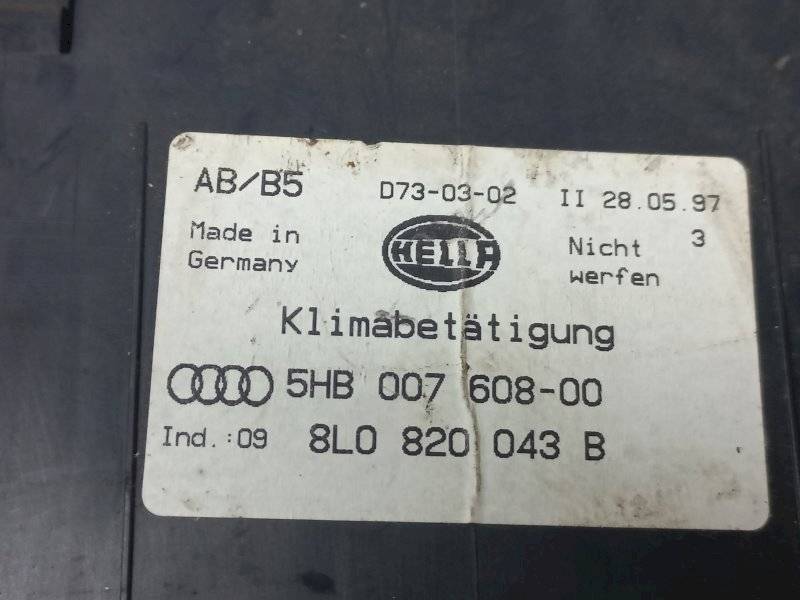 AB/B5 D73-03-02 II 28.05.97
Made in Germany HELLA Nicht werfen 3
Klimabetätigung
5HB 007 608-00
Ind.:09 8L0 820 043 B